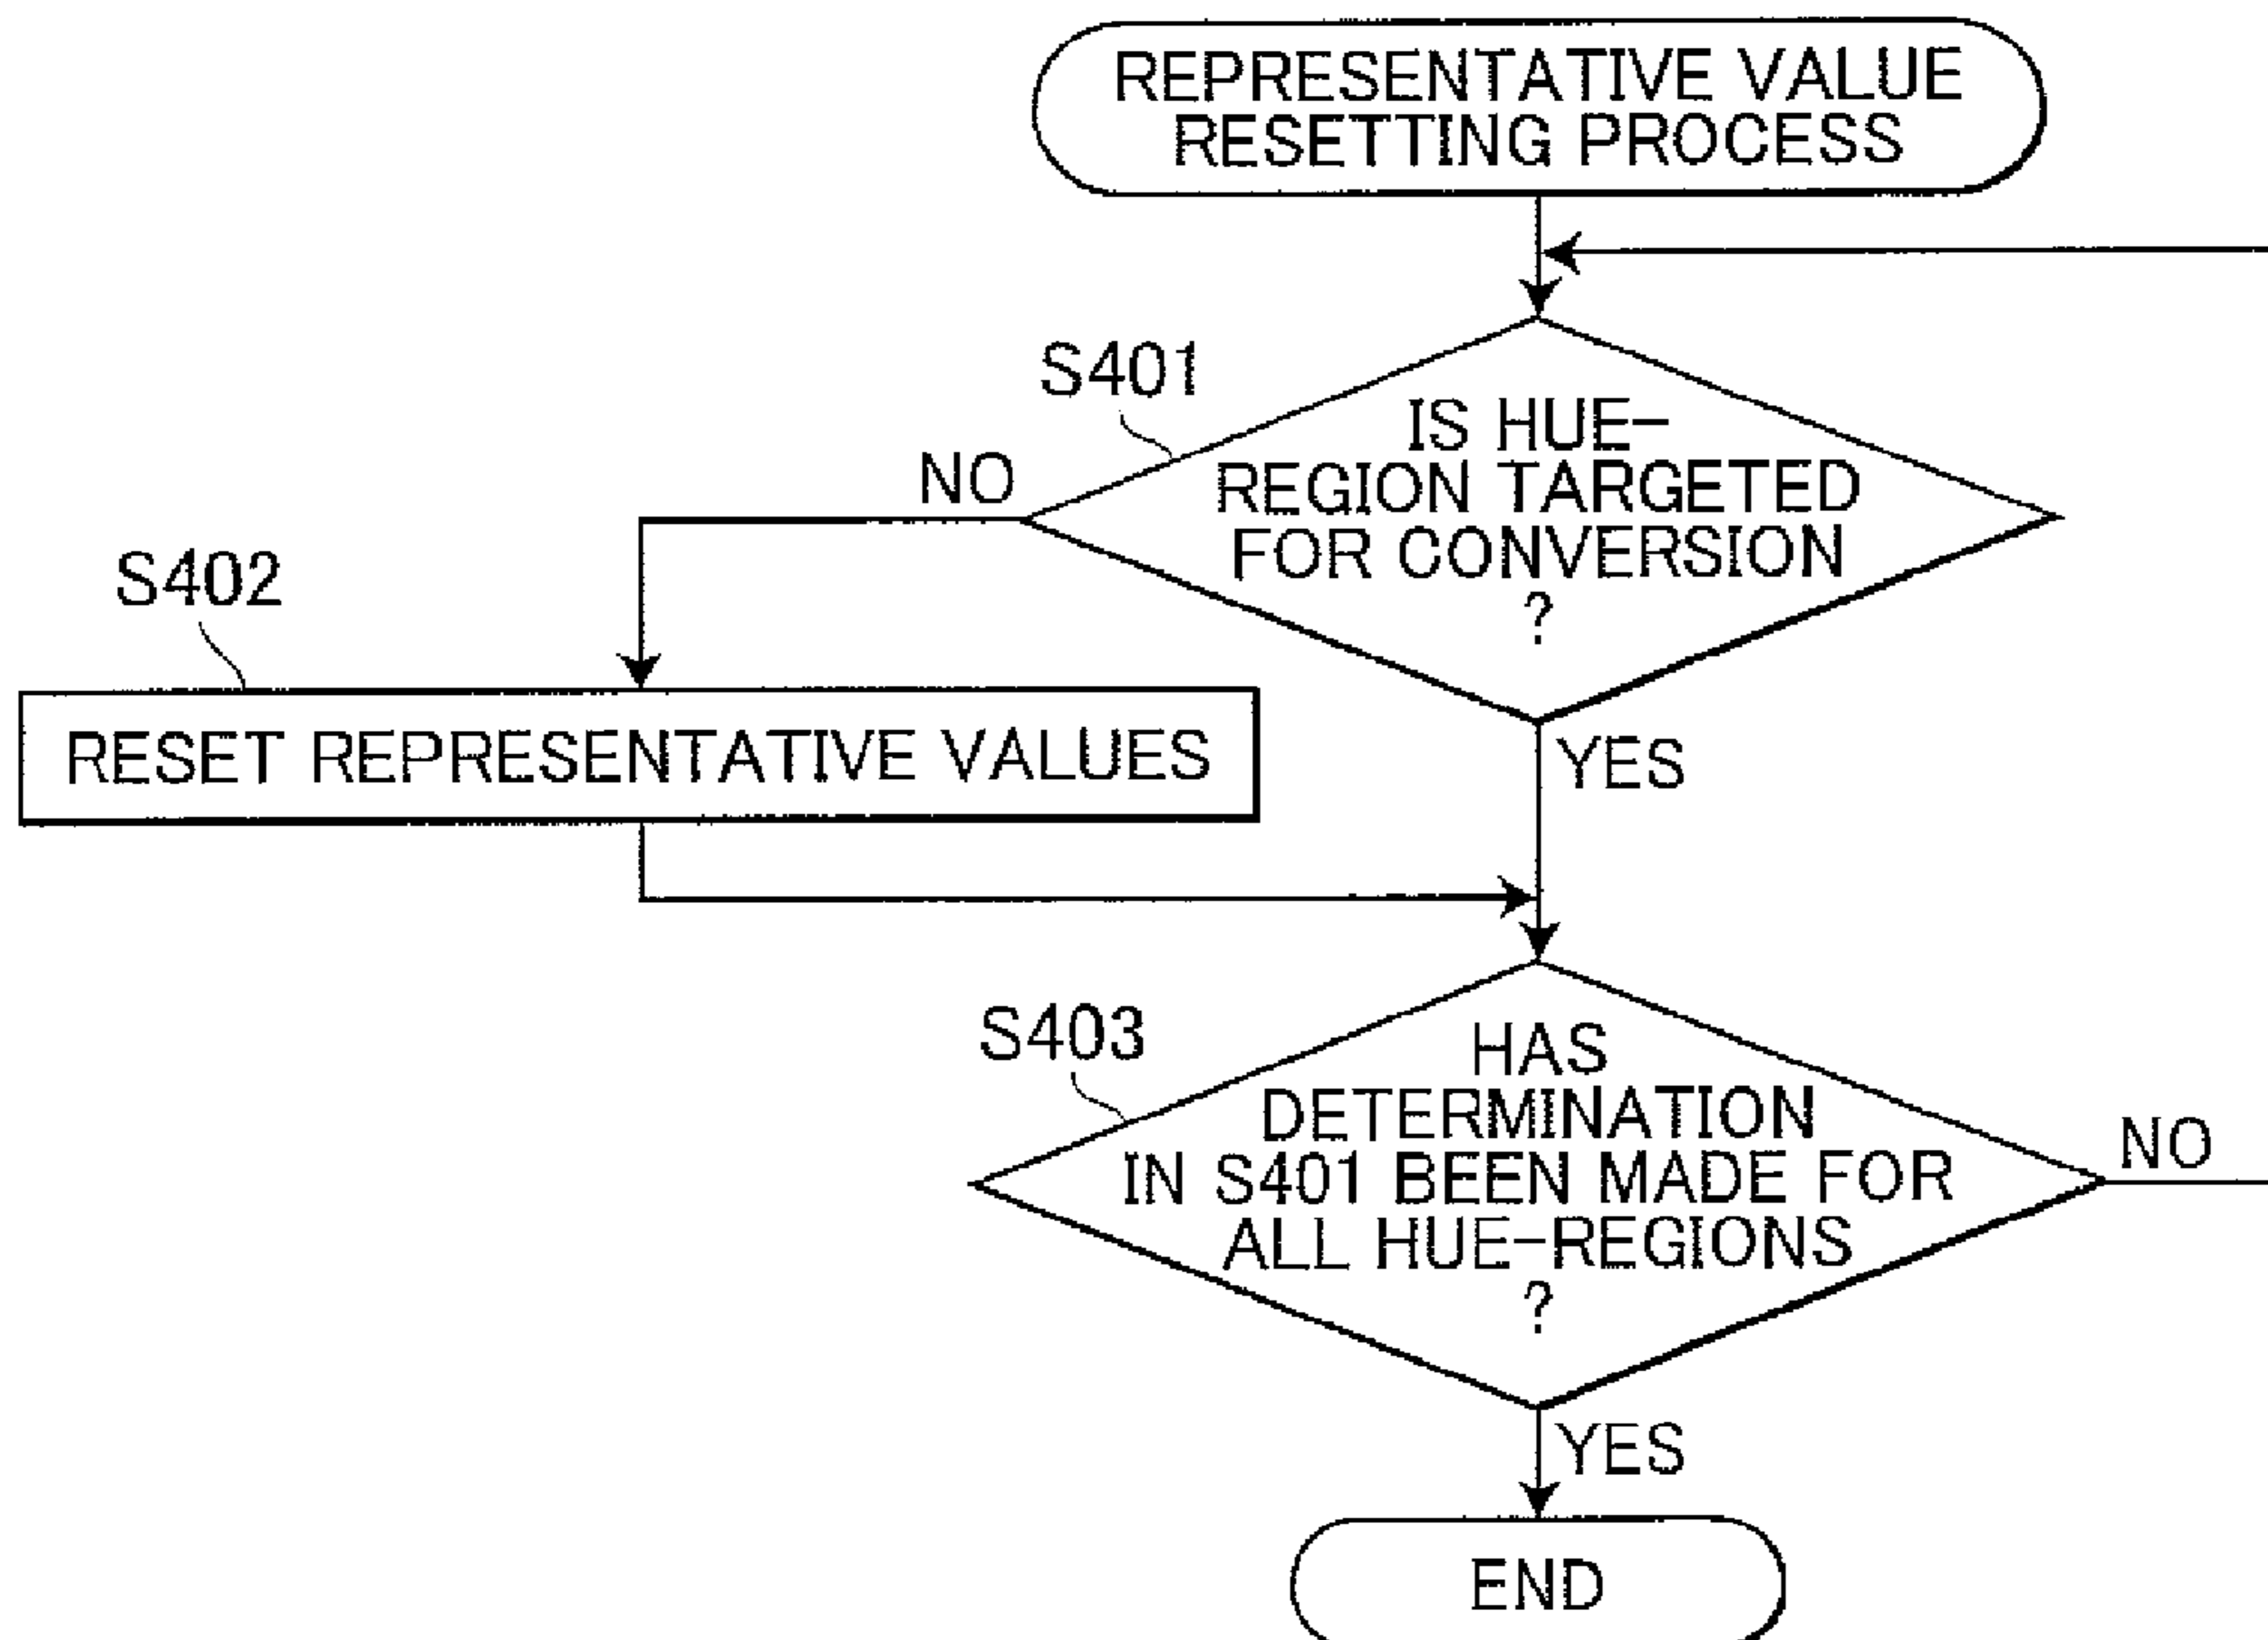 REPRESENTATIVE VALUE
RESETTING PROCESS
S401
IS HUE-
REGION TARGETED
FOR CONVERSION
?
NO
S402
RESET REPRESENTATIVE VALUES
YES
S403
HAS
DETERMINATION
IN S401 BEEN MADE FOR
ALL HUE-REGIONS
?
NO
YES
END